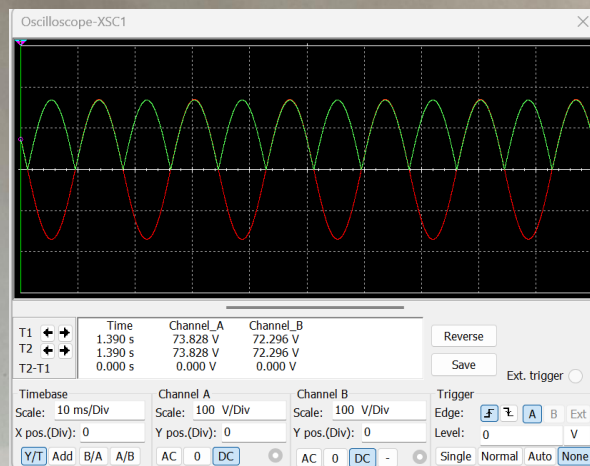 Oscilloscope-XSC1
Time Channel_A Channel_B
T1 1.390 s 73.828 V 72.296 V
T2 1.390 s 73.828 V 72.296 V
T2-T1 0.000 s 0.000 V 0.000 V
Reverse
Save
Ext. trigger
Timebase
Scale: 10 ms/Div
X pos.(Div): 0
Y/T Add B/A A/B
Channel A
Scale: 100 V/Div
Y pos.(Div): 0
AC 0 DC
Channel B
Scale: 100 V/Div
Y pos.(Div): 0
AC 0 DC -
Trigger
Edge: A B Ext
Level: 0 V
Single Normal Auto None